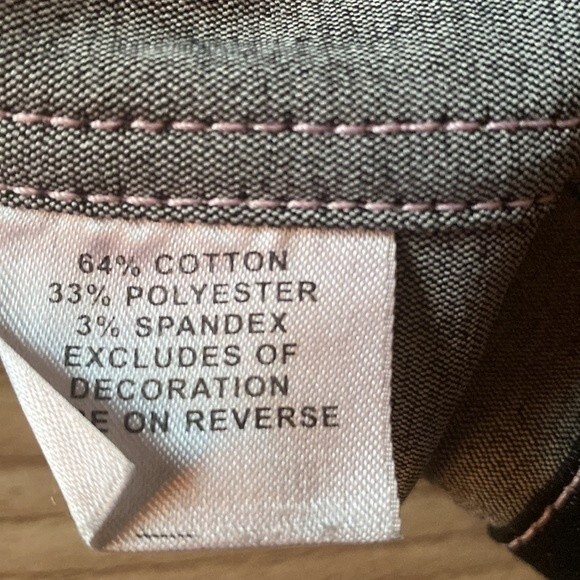 64% COTTON
33% POLYESTER
3% SPANDEX
EXCLUDES OF
DECORATION
ON REVERSE